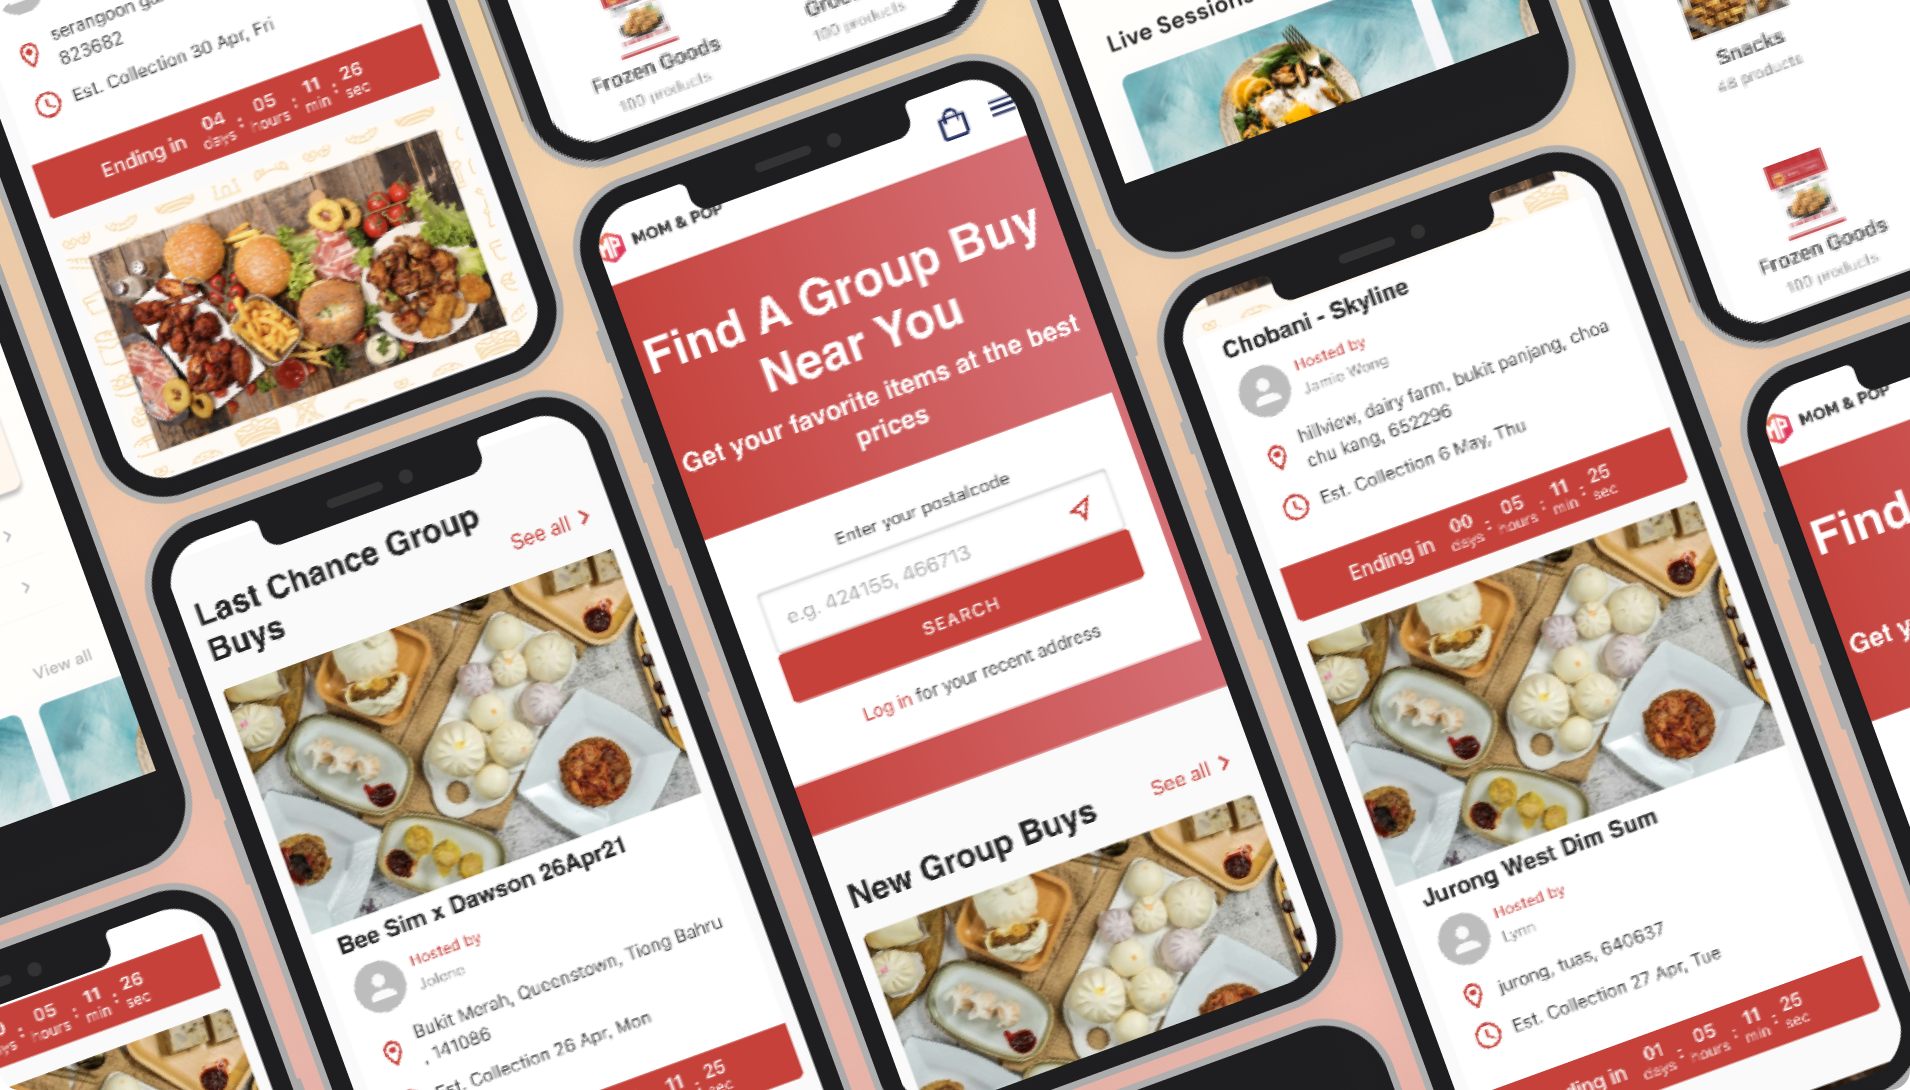 serangoon
823682
Est. Collection 30 Apr, Fri
Ending in 04 days : 05 hours : 11 min : 26 sec
View all
05 hours : 11 min : 26 sec
Last Chance Group
Buys
See all
Bee Sim x Dawson 26Apr21
Hosted by
Jolene
Bukit Merah, Queenstown, Tiong Bahru
, 141086
Est. Collection 26 Apr, Mon
11 : 25
sec
Frozen Goods
100 products
100 products
MOM & POP
Find A Group Buy
Near You
Get your favorite items at the best
prices
Enter your postalcode
e.g. 424155, 466713
SEARCH
Log in for your recent address
See all
New Group Buys
Live Sessions
Chobani - Skyline
Hosted by
Jamie Wong
hillview, dairy farm, bukit panjang, choa
chu kang, 652296
Est. Collection 6 May, Thu
Ending in 00 days : 05 hours : 11 min : 25 sec
Jurong West Dim Sum
Hosted by
Lynn
jurong, tuas, 640637
Est. Collection 27 Apr, Tue
Ending in 01 days : 05 hours : 11 min : 25 sec
Snacks
48 products
Frozen Goods
100 products
MOM & POP
Find
Get y